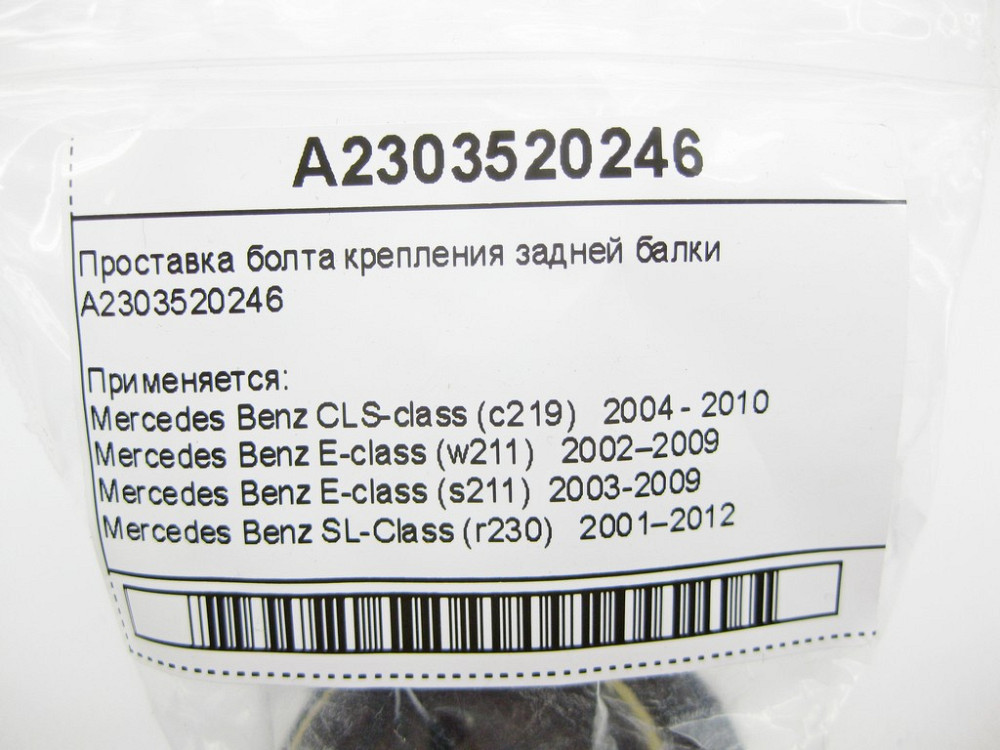 A2303520246
Проставка болта крепления задней балки
A2303520246
Применяется:
Mercedes Benz CLS-class (c219) 2004 - 2010
Mercedes Benz E-class (w211) 2002–2009
Mercedes Benz E-class (s211) 2003-2009
Mercedes Benz SL-Class (r230) 2001–2012